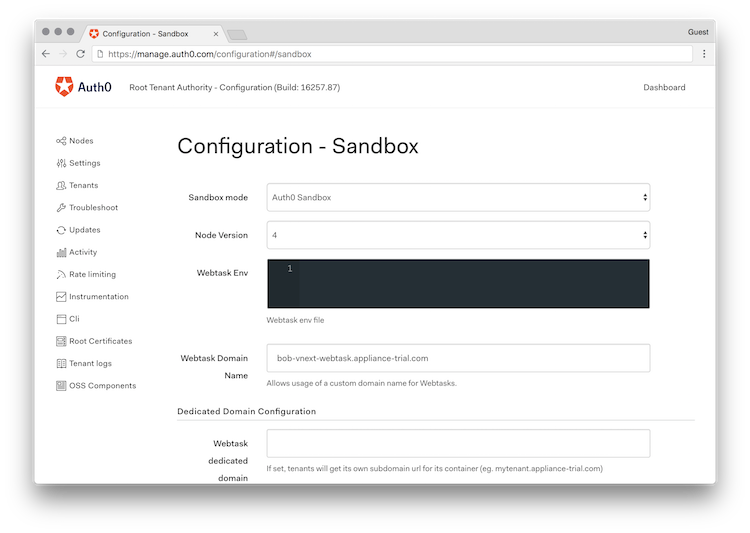 Configuration - Sandbox
Guest
https://manage.auth0.com/configuration#/sandbox
Auth0
Root Tenant Authority - Configuration (Build: 16257.87)
Dashboard
Nodes
Settings
Tenants
Troubleshoot
Updates
Activity
Rate limiting
Instrumentation
Cli
Root Certificates
Tenant logs
OSS Components
Configuration - Sandbox
Sandbox mode
Auth0 Sandbox
Node Version
4
Webtask Env
1
Webtask env file
Webtask Domain
Name
bob-vnext-webtask.appliance-trial.com
Allows usage of a custom domain name for Webtasks.
Dedicated Domain Configuration
Webtask
dedicated
domain
If set, tenants will get its own subdomain url for its container (eg. mytenant.appliance-trial.com)